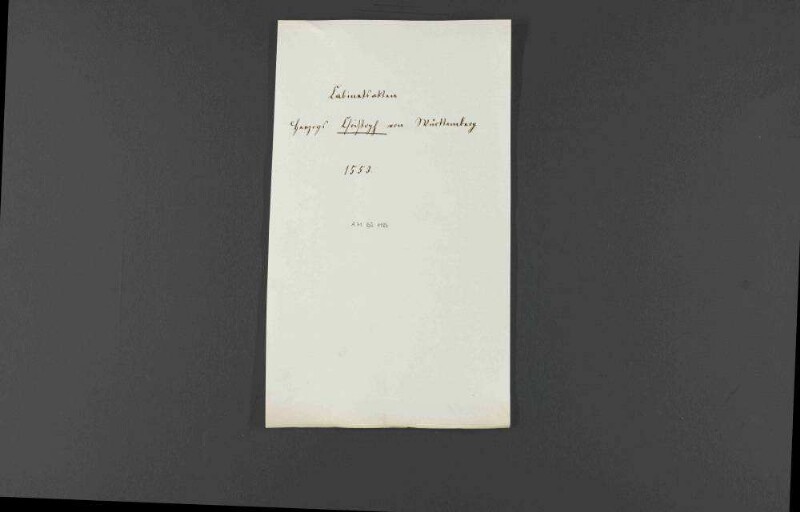 Cabinetsakten
Herzogs Christoph von Württemberg
1553.